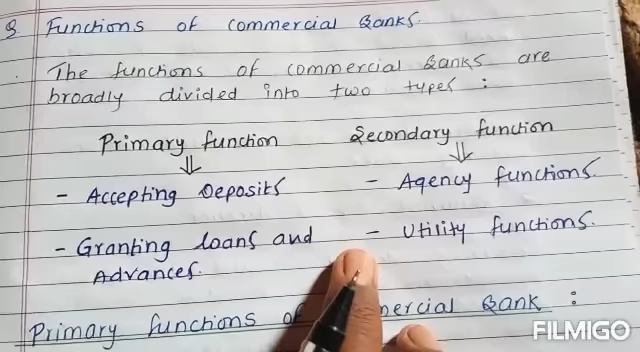 Q Functions of commercial Banks.
The functions of commercial Banks are
broadly divided into two types :
Primary function Secondary function
⇓ ⇓
- Accepting Deposits - Agency functions.
- Granting loans and - Utility functions.
Advances.
Primary functions of Bank :
FILMIGO